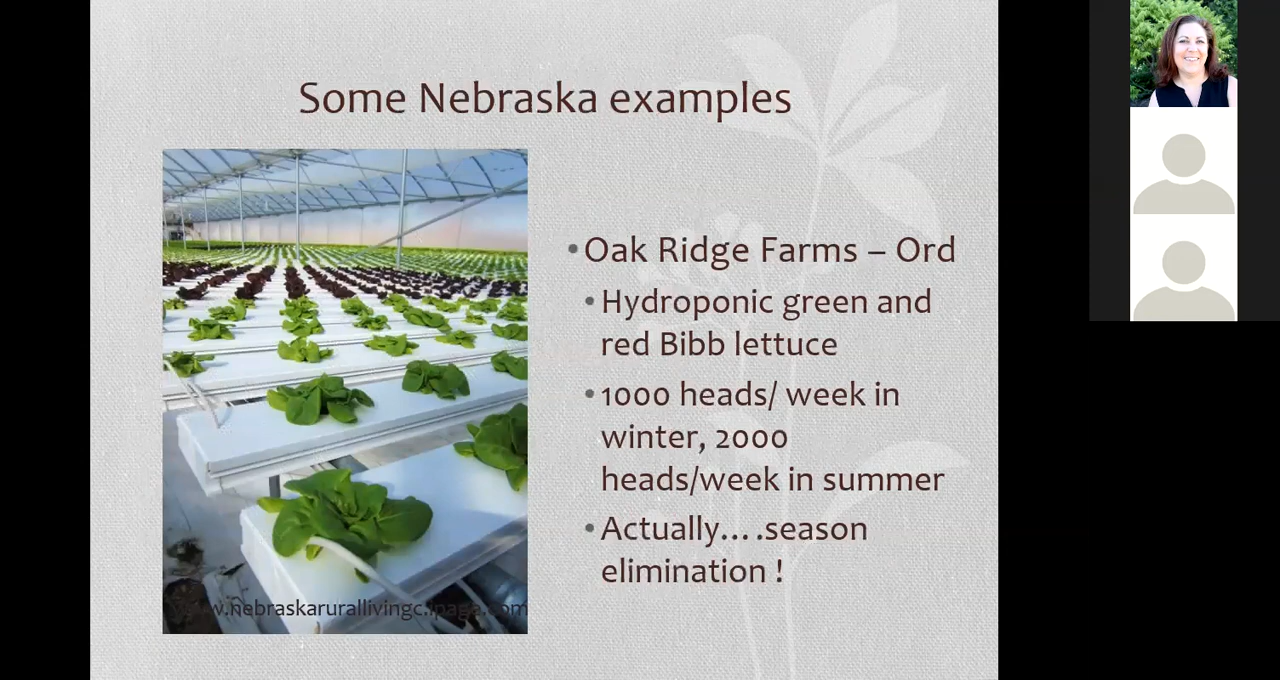 Some Nebraska examples
•Oak Ridge Farms – Ord
•Hydroponic green and
red Bibb lettuce
•1000 heads/ week in
winter, 2000
heads/week in summer
•Actually... .season
elimination !